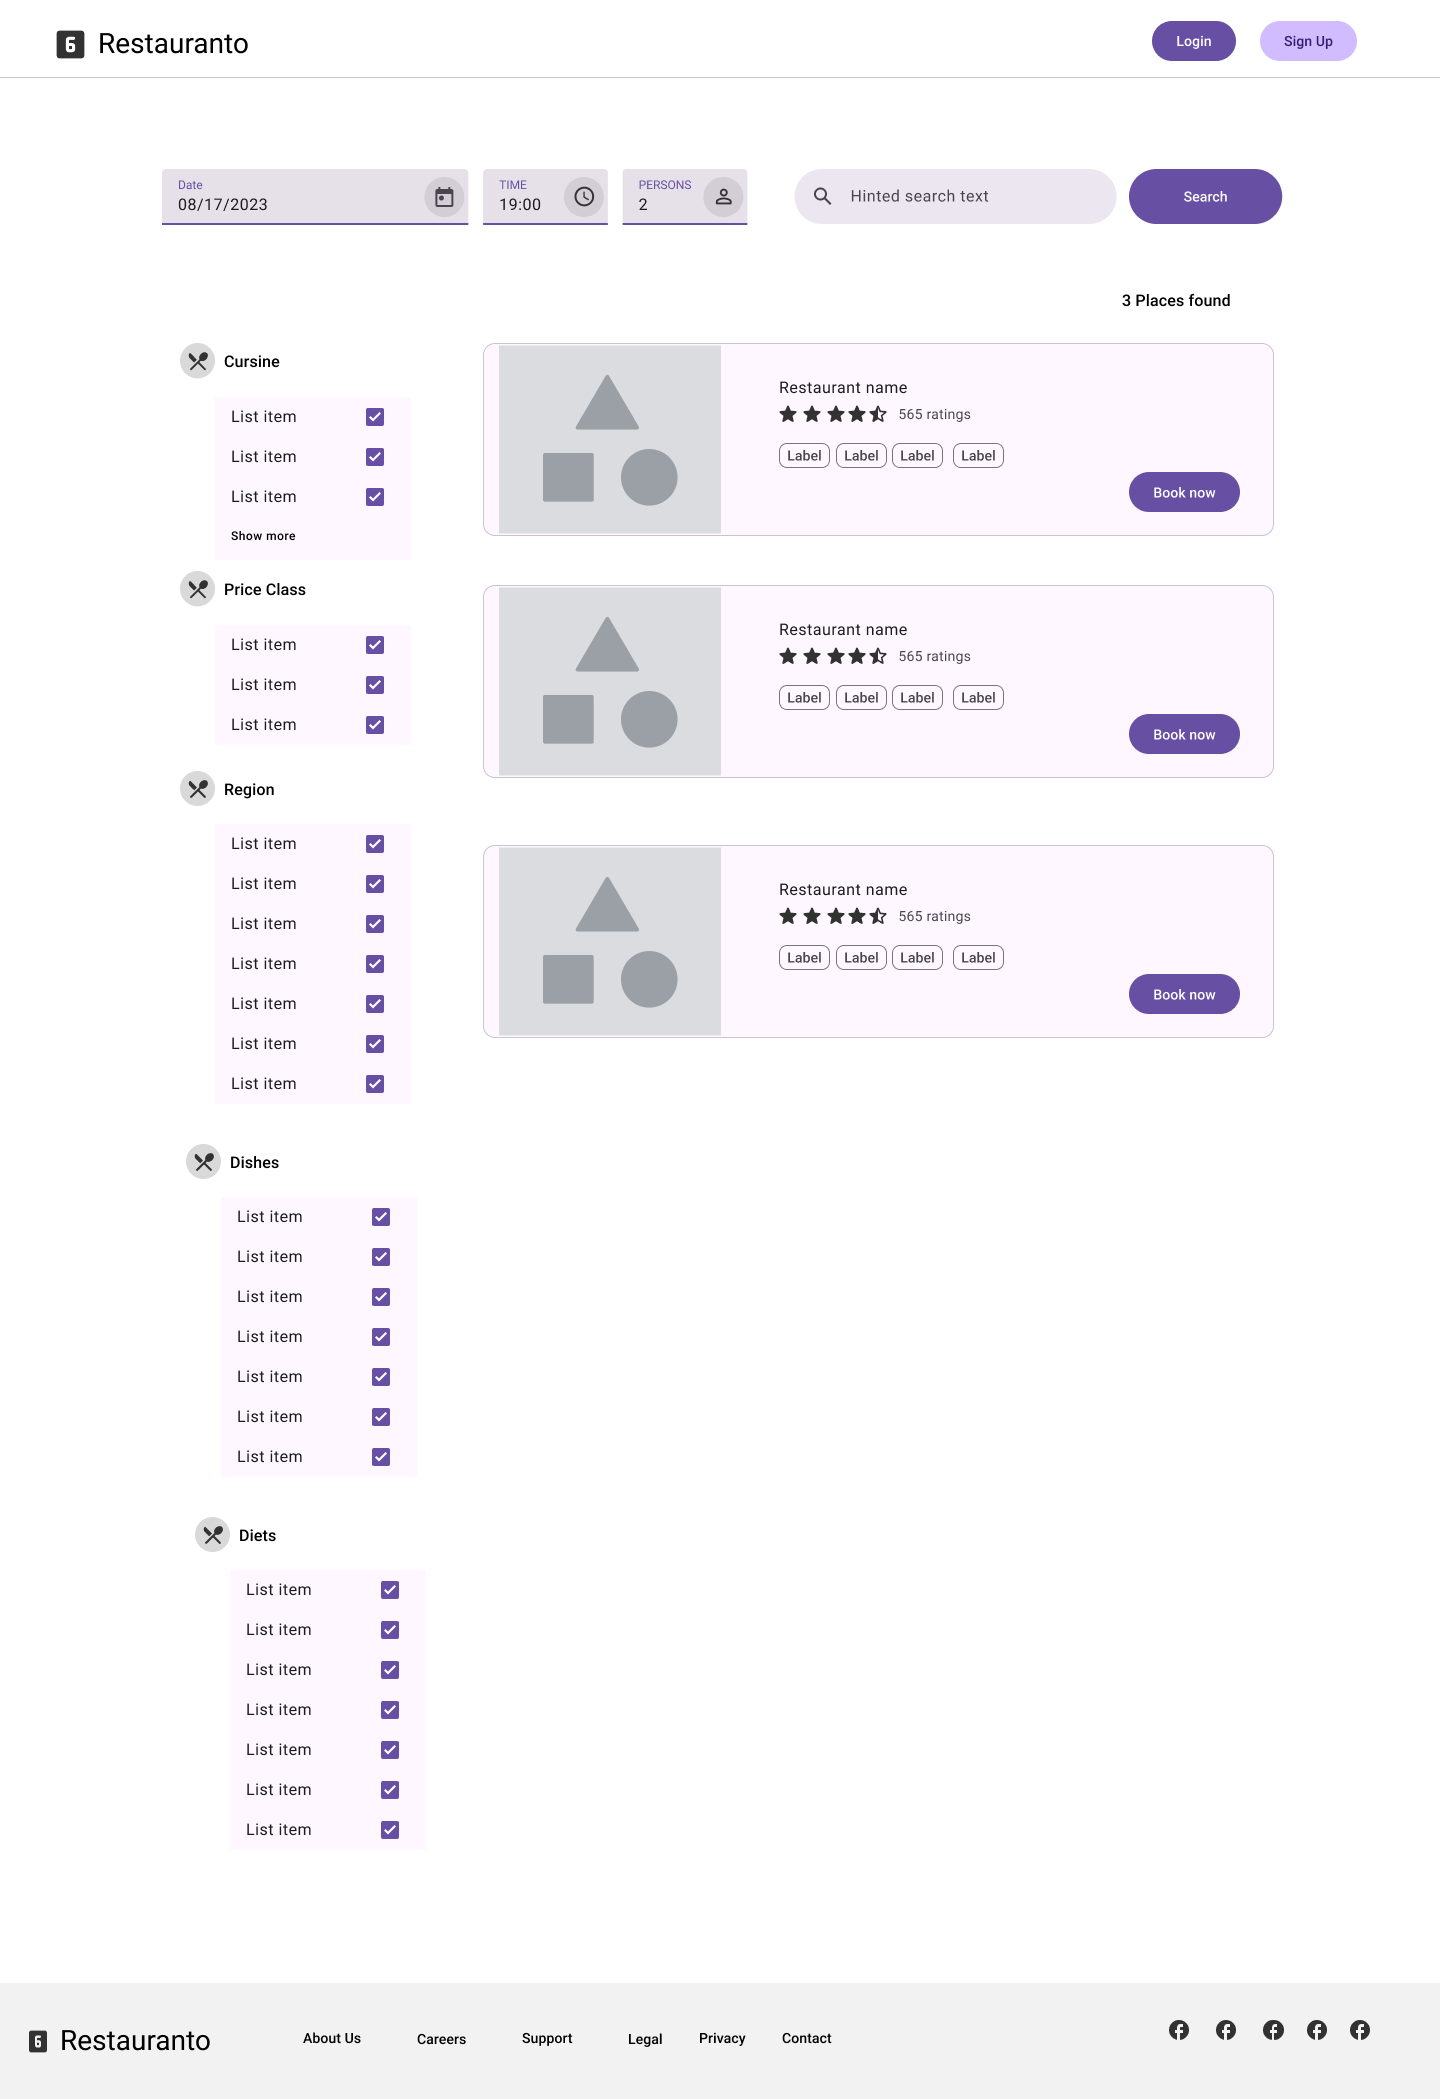 6 Restauranto
Login
Sign Up
Date
08/17/2023
TIME
19:00
PERSONS
2
Hinted search text
Search
3 Places found
Cursine
List item
List item
List item
Show more
Price Class
List item
List item
List item
Region
List item
List item
List item
List item
List item
List item
List item
Dishes
List item
List item
List item
List item
List item
List item
List item
Diets
List item
List item
List item
List item
List item
List item
List item
Restaurant name
565 ratings
Label Label Label Label
Book now
Restaurant name
565 ratings
Label Label Label Label
Book now
Restaurant name
565 ratings
Label Label Label Label
Book now
6 Restauranto
About Us
Careers
Support
Legal
Privacy
Contact